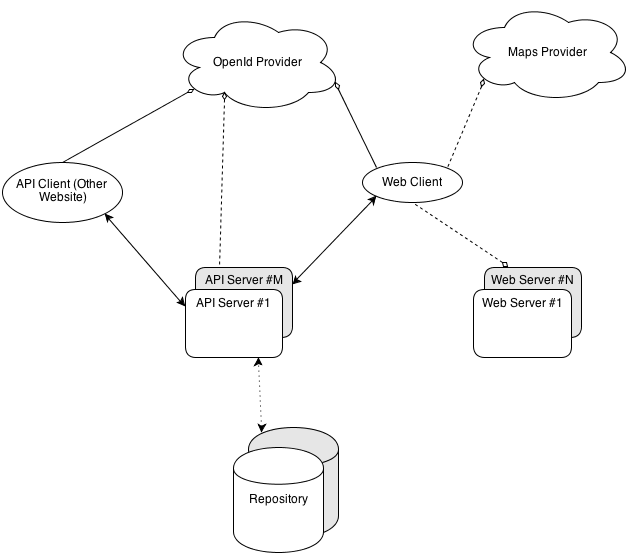 OpenId Provider
Maps Provider
API Client (Other
Website)
Web Client
API Server #M
API Server #1
Web Server #N
Web Server #1
Repository